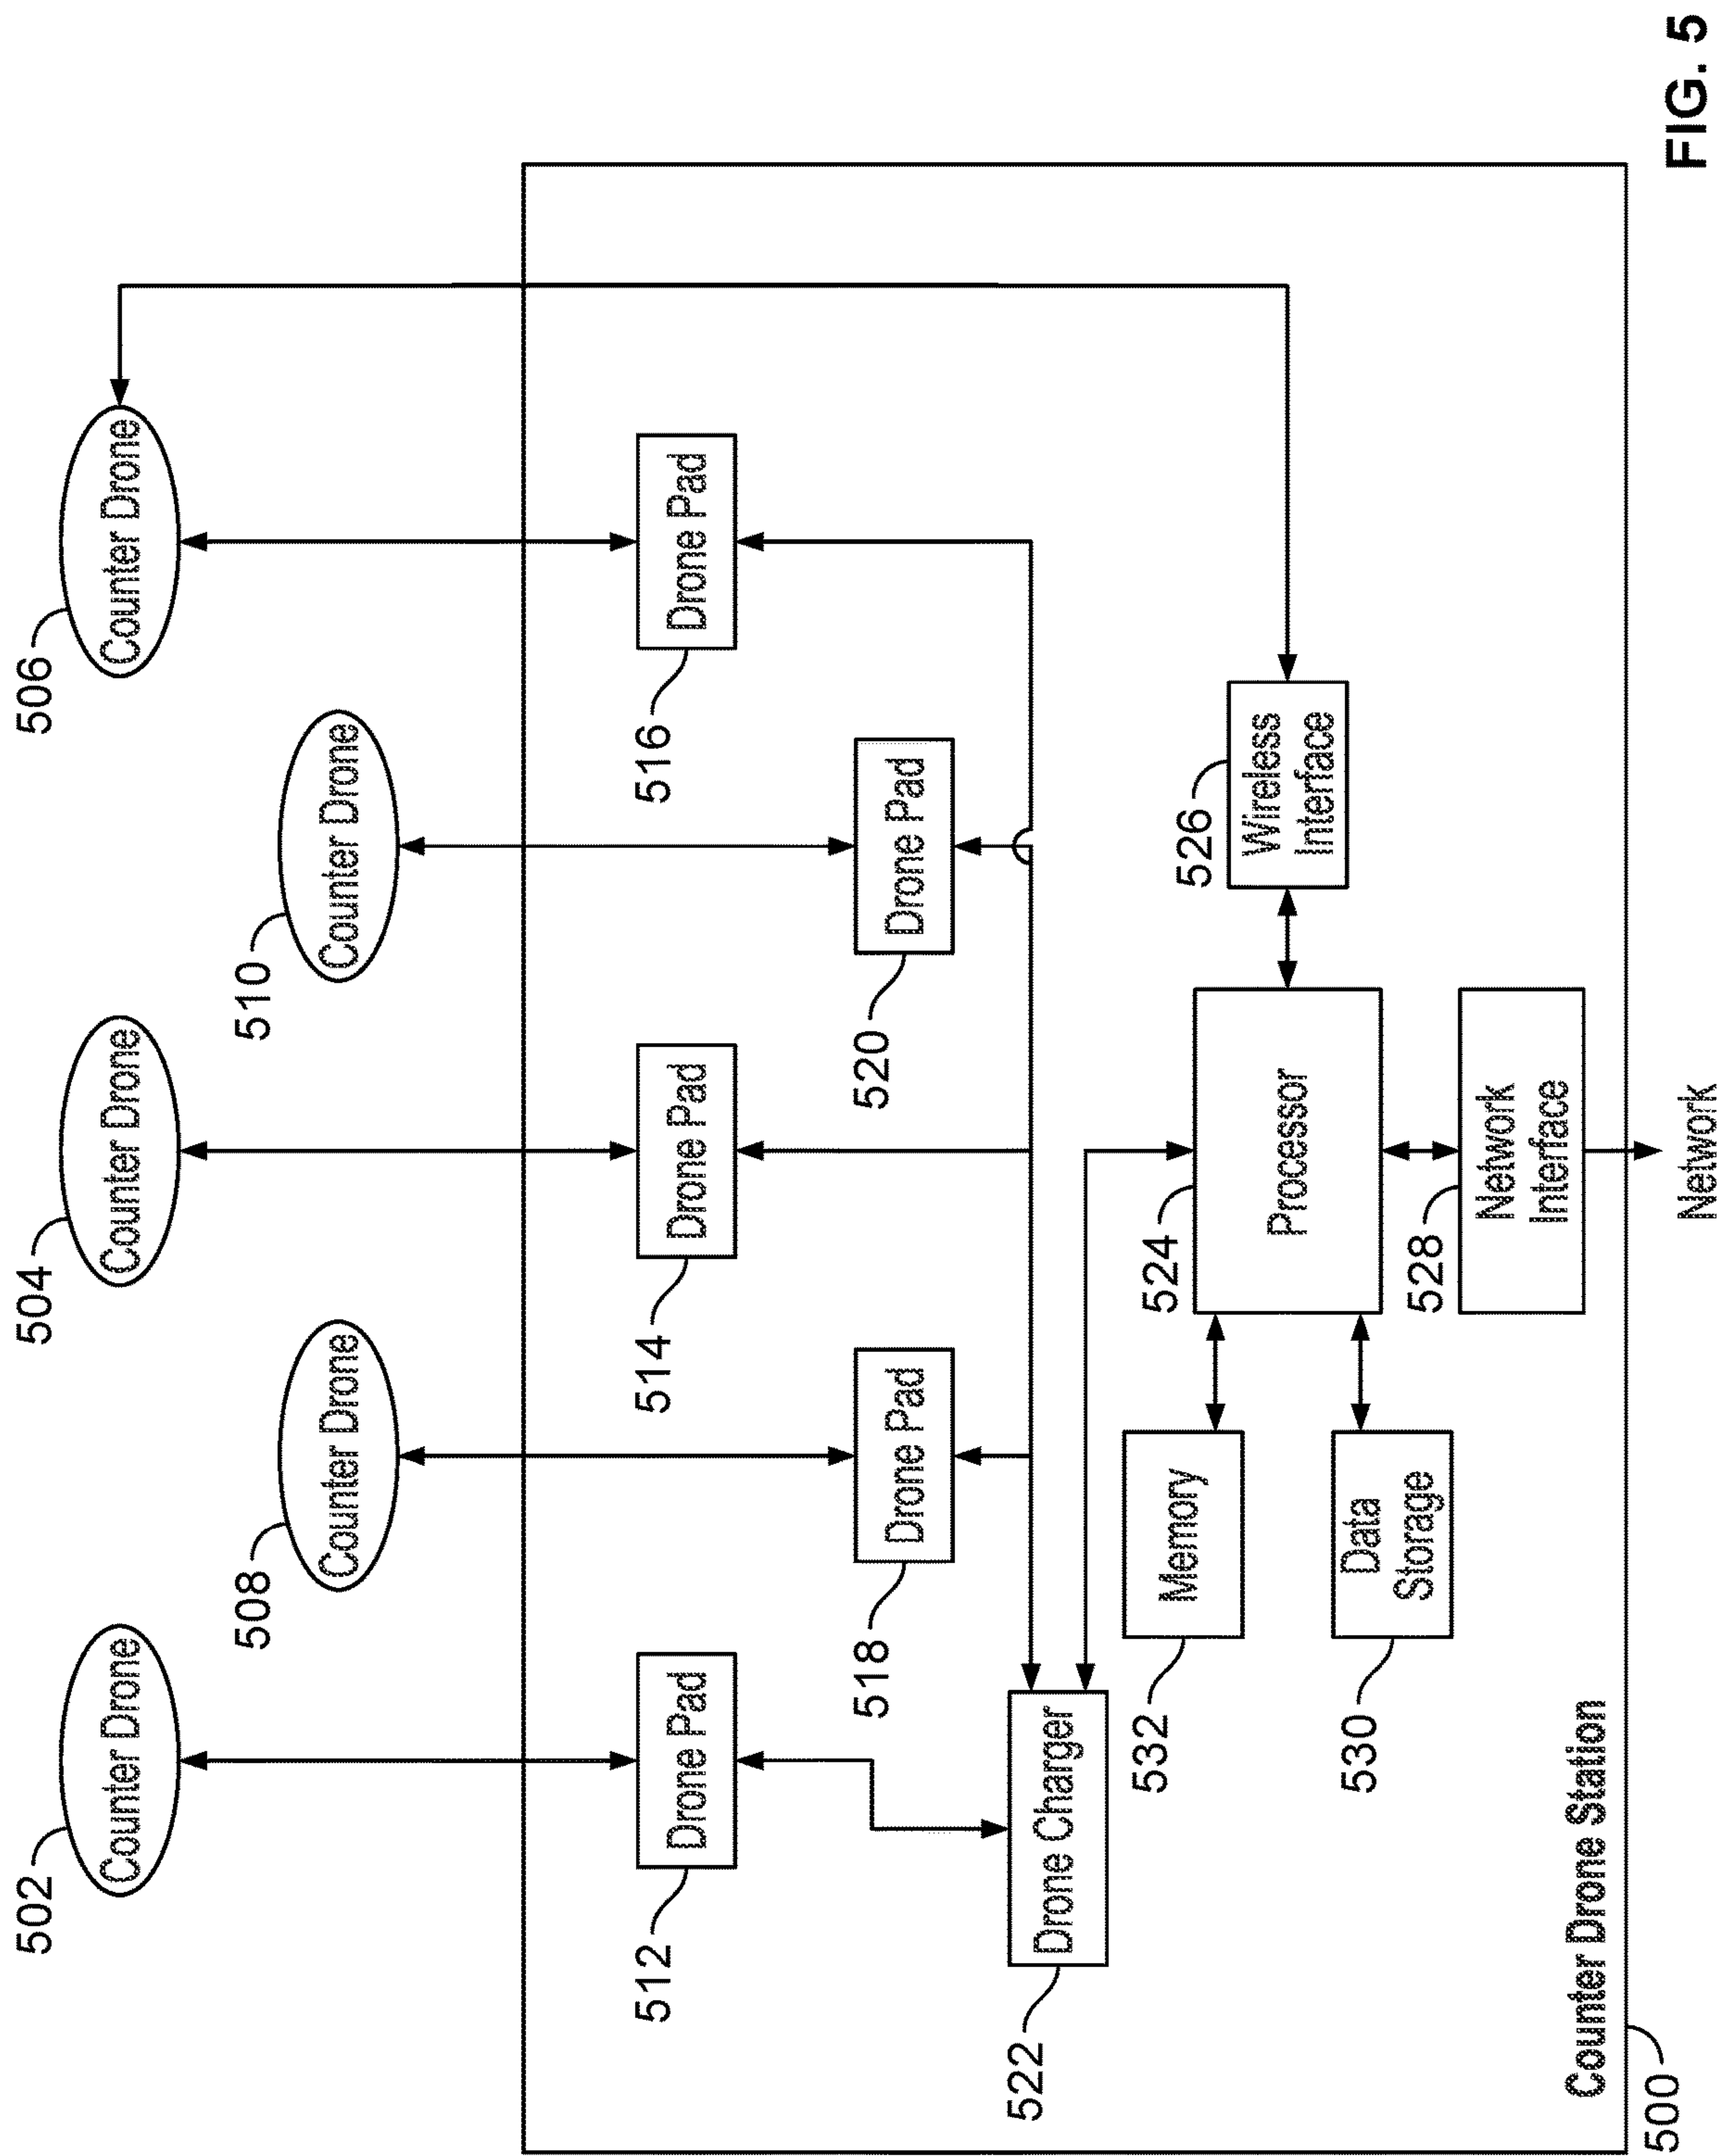 502
Counter Drone
504
Counter Drone
506
Counter Drone
508
Counter Drone
510
Counter Drone
512
Drone Pad
514
Drone Pad
516
Drone Pad
518
Drone Pad
520
Drone Pad
522
Drone Charger
532
Memory
524
Processor
526
Wireless
Interface
530
Data
Storage
528
Network
Interface
Counter Drone Station
500
Network
FIG. 5